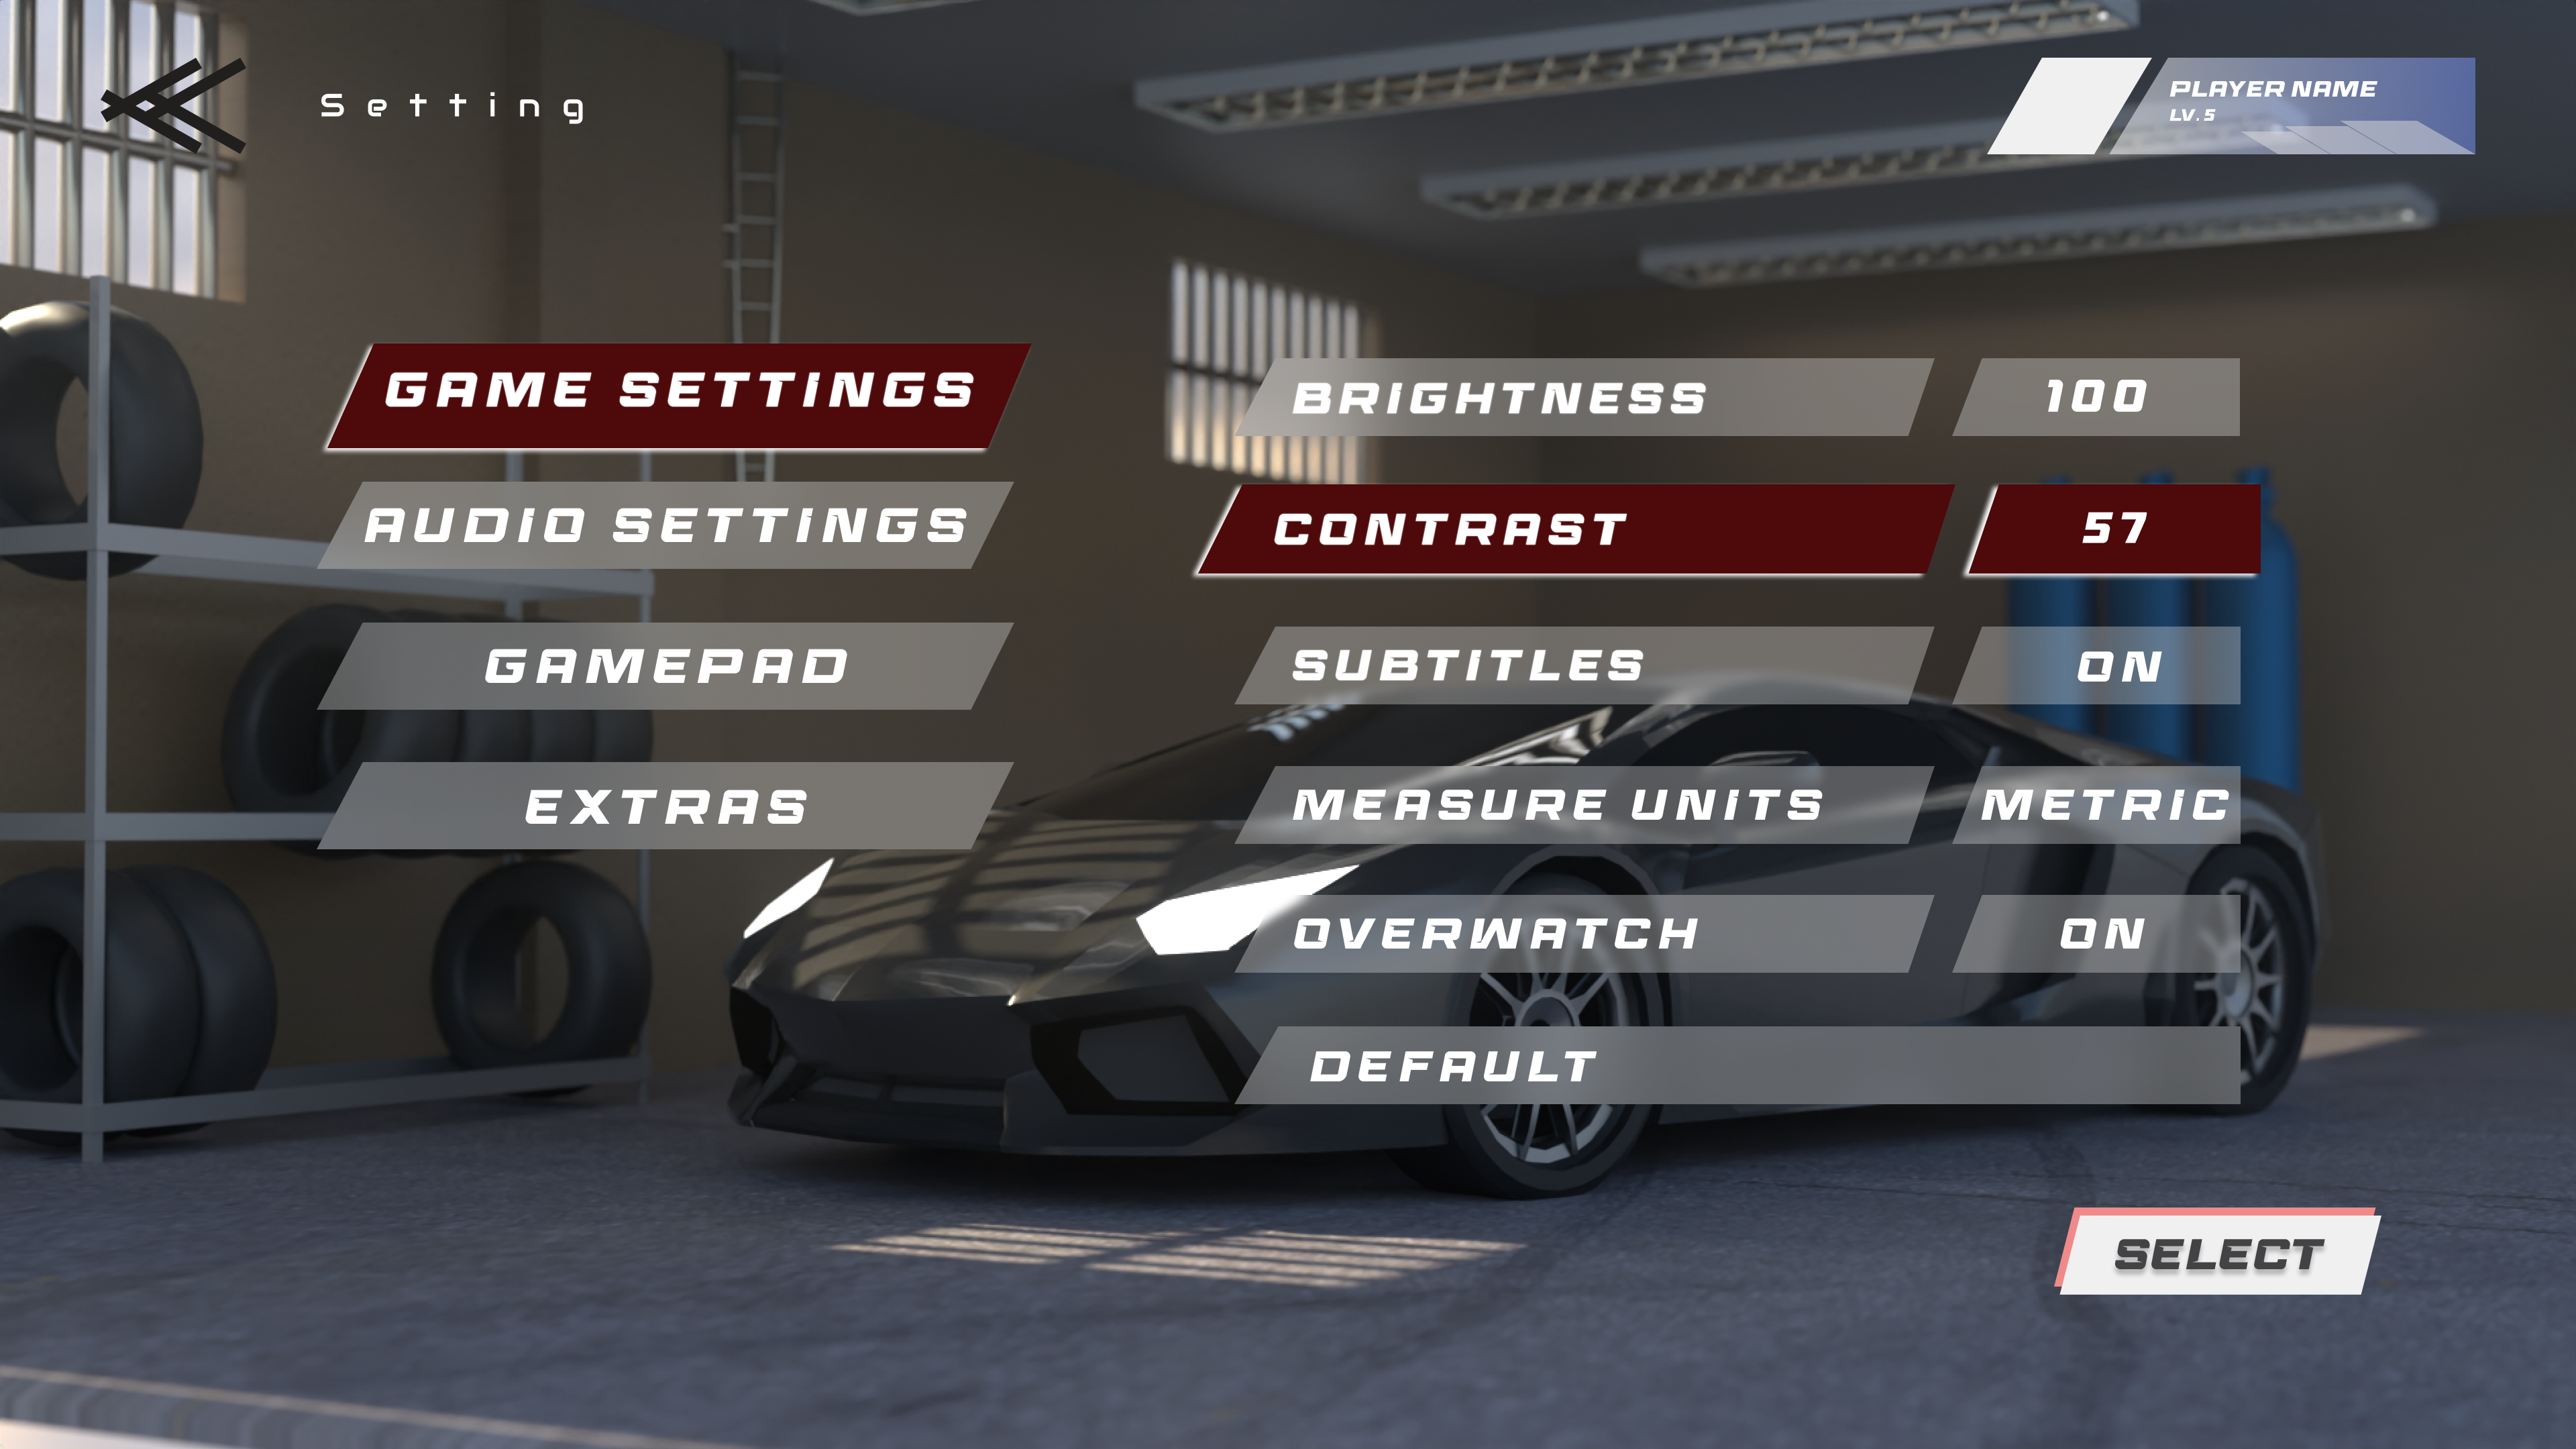 Setting
PLAYER NAME
LV.5
GAME SETTINGS
AUDIO SETTINGS
GAMEPAD
EXTRAS
BRIGHTNESS 100
CONTRAST 57
SUBTITLES ON
MEASURE UNITS METRIC
OVERWATCH ON
DEFAULT
SELECT